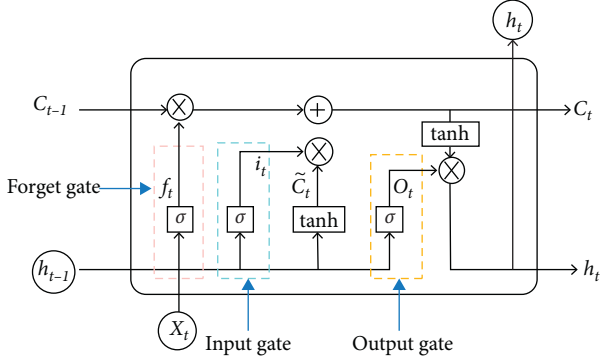 h_t
C_{t-1}
C_t
tanh
i_t
C̃_t
O_t
Forget gate
f_t
σ
σ
tanh
σ
h_{t-1}
h_t
X_t
Input gate
Output gate